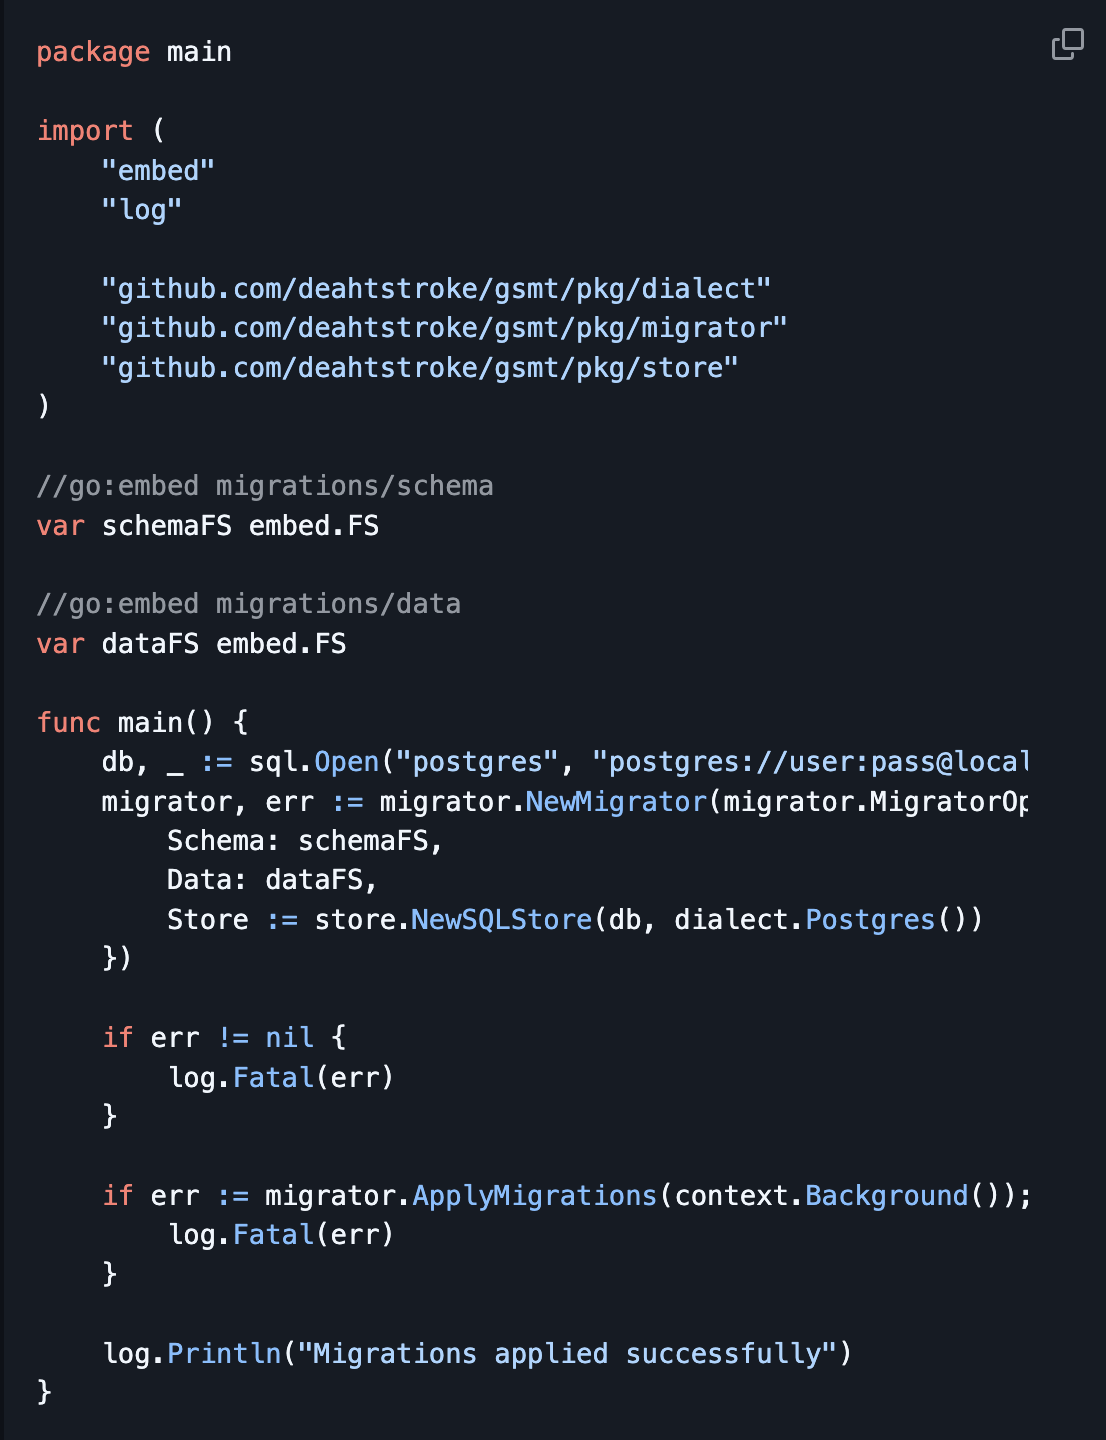 package main
import (
"embed"
"log"
"github.com/deahtstroke/gsmt/pkg/dialect"
"github.com/deahtstroke/gsmt/pkg/migrator"
"github.com/deahtstroke/gsmt/pkg/store"
)
//go:embed migrations/schema
var schemaFS embed.FS
//go:embed migrations/data
var dataFS embed.FS
func main() {
db, _ := sql.Open("postgres", "postgres://user:pass@local
migrator, err := migrator.NewMigrator(migrator.MigratorOp
Schema: schemaFS,
Data: dataFS,
Store := store.NewSQLStore(db, dialect.Postgres())
})
if err != nil {
log.Fatal(err)
}
if err := migrator.ApplyMigrations(context.Background());
log.Fatal(err)
}
log.Println("Migrations applied successfully")
}